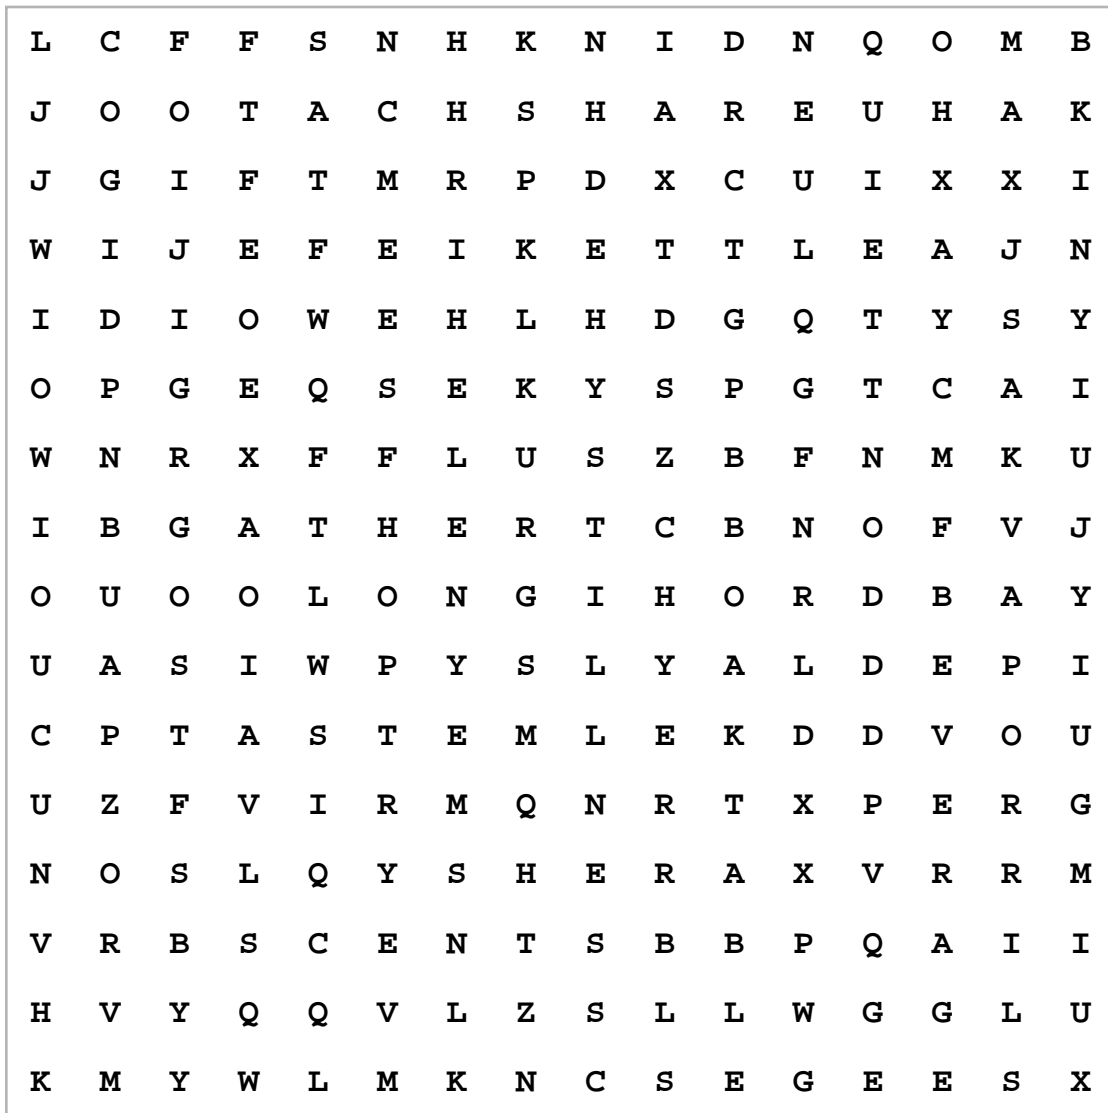 L C F F S N H K N I D N Q O M B
J O O T A C H S H A R E U H A K
J G I F T M R P D X C U I X X I
W I J E F E I K E T T L E A J N
I D I O W E H L H D G Q T Y S Y
O P G E Q S E K Y S P G T C A I
W N R X F F L U S Z B F N M K U
I B G A T H E R T C B N O F V J
O U O O L O N G I H O R D B A Y
U A S I W P Y S L Y A L D E P I
C P T A S T E M L E K D D V O U
U Z F V I R M Q N R T X P E R G
N O S L Q Y S H E R A X V R R M
V R B S C E N T S B B P Q A I I
H V Y Q Q V L Z S L L W G G L U
K M Y W L M K N C S E G E E S X